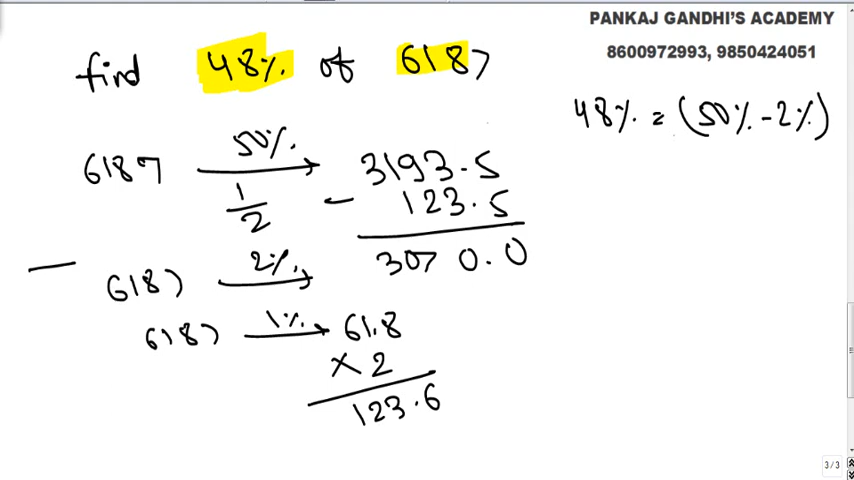 PANKAJ GANDHI'S ACADEMY
8600972993, 9850424051
find 48% of 6187
48% = (50% - 2%)
6187 50% 3193.5
1/2 - 123.5
3070.0
— 6187 2%
6187 1% 61.8
× 2
123.6
3/3